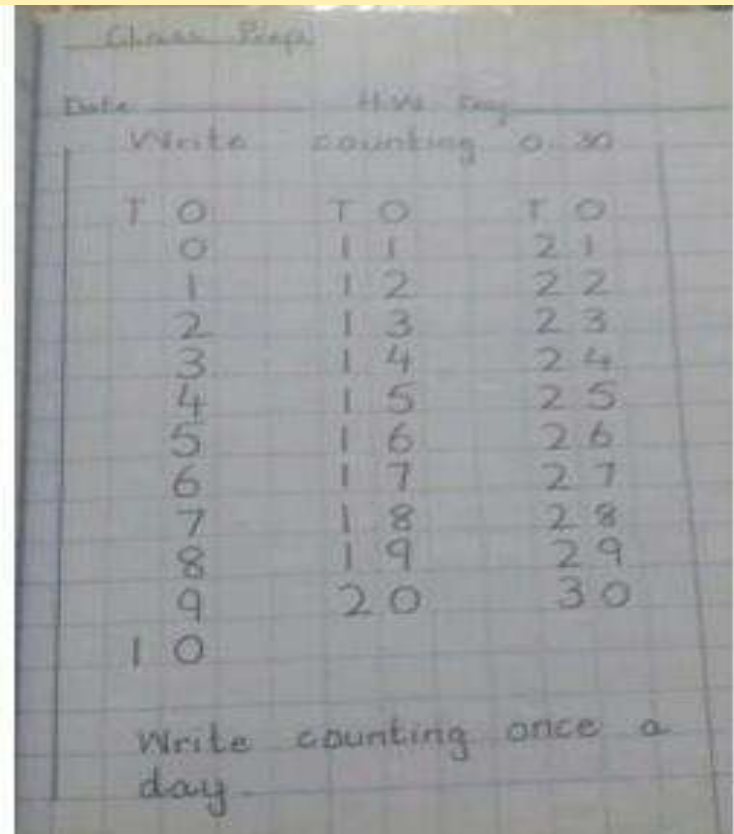 Class Prep
Date H.W Day
Write counting 0-30
T O T O T O
0 1 1 2 1
1 1 2 2 2
2 1 3 2 3
3 1 4 2 4
4 1 5 2 5
5 1 6 2 6
6 1 7 2 7
7 1 8 2 8
8 1 9 2 9
9 2 0 3 0
1 0
Write counting once a
day